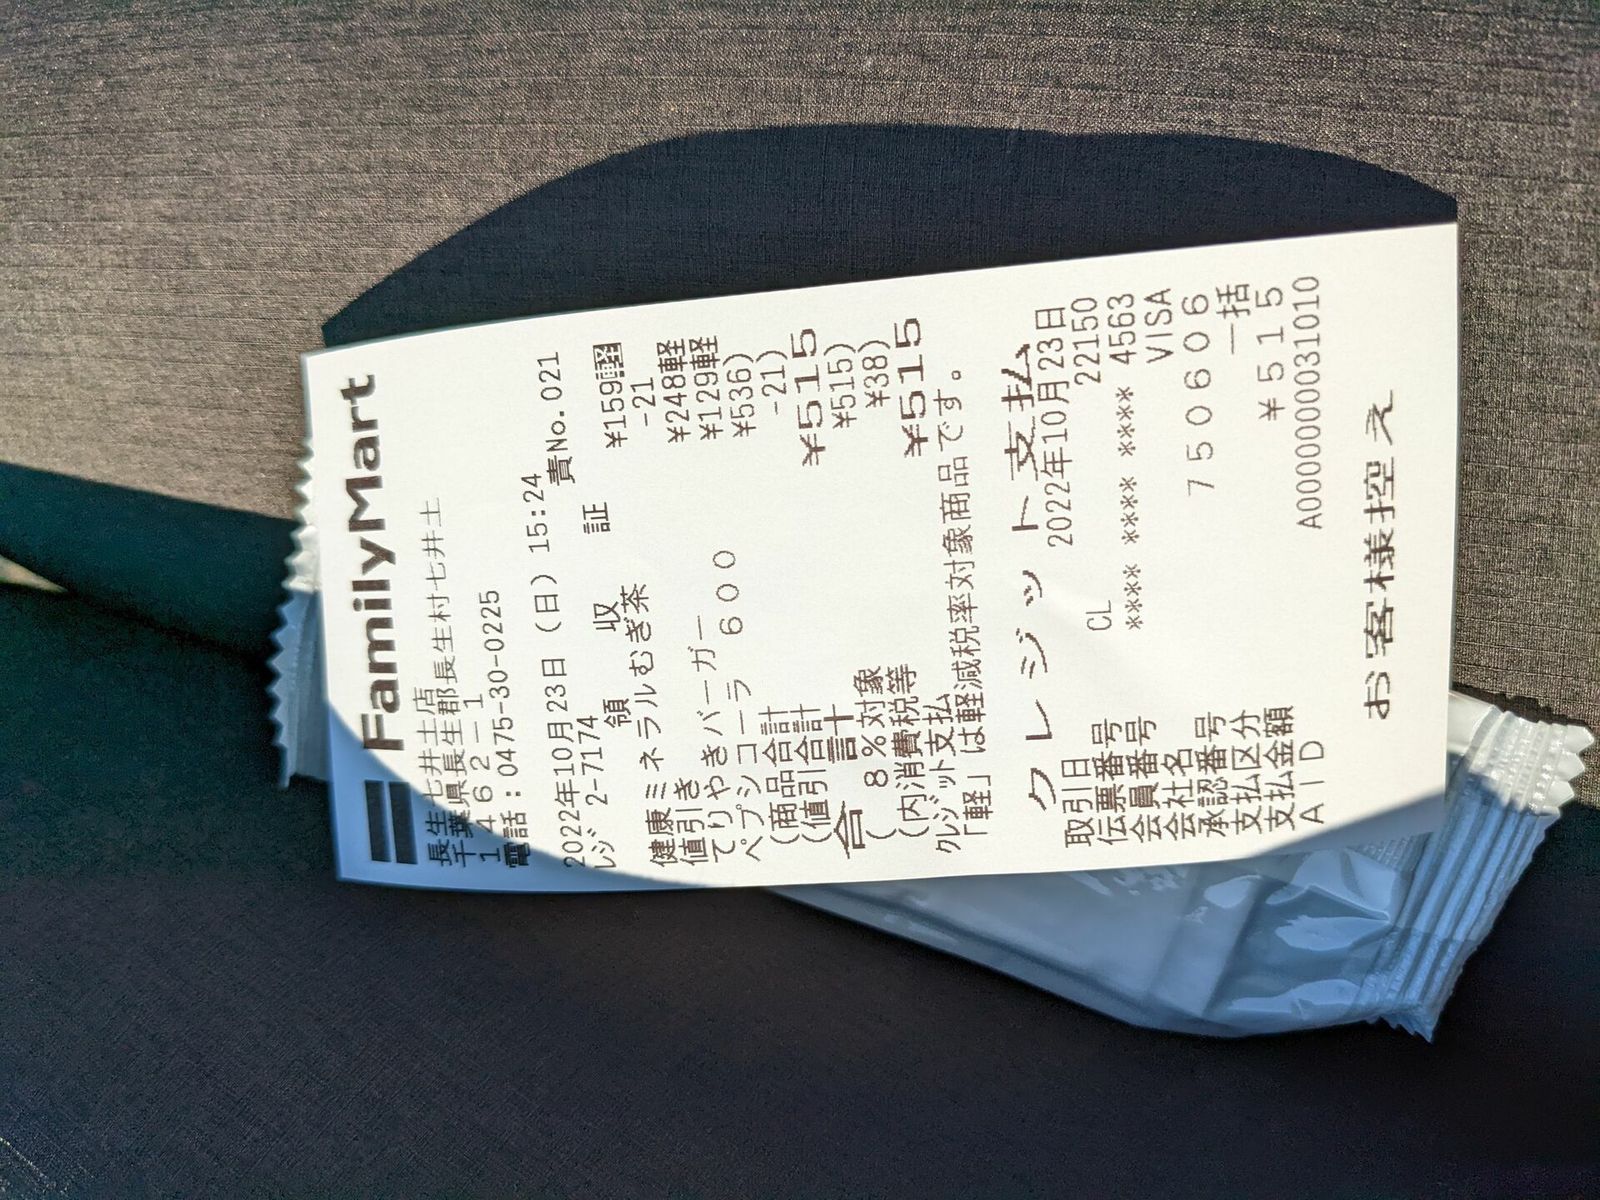 FamilyMart
長生七井土店
千葉県長生郡長生村七井土
1462-1
電話:0475-30-0225
2022年10月23日(日)15:24
レジ 2-7174 責No.021
領 収 証
健康ミネラルむぎ茶 ¥159軽
値引き -21
てりやきバーガー ¥248軽
ペプシコーラ600 ¥129軽
(商品合計 ¥536)
(値引合計 -21)
合 計 ¥515
( 8%対象 ¥515)
(内消費税等 ¥38)
クレジット支払 ¥515
「軽」は軽減税率対象商品です。
クレジット支払
取引日 2022年10月23日
伝票番号 22150
会員番号 CL **** **** **** 4563
会社名 VISA
承認番号 750606
支払区分 一括
支払金額 ¥515
AID A0000000031010
お客様控え